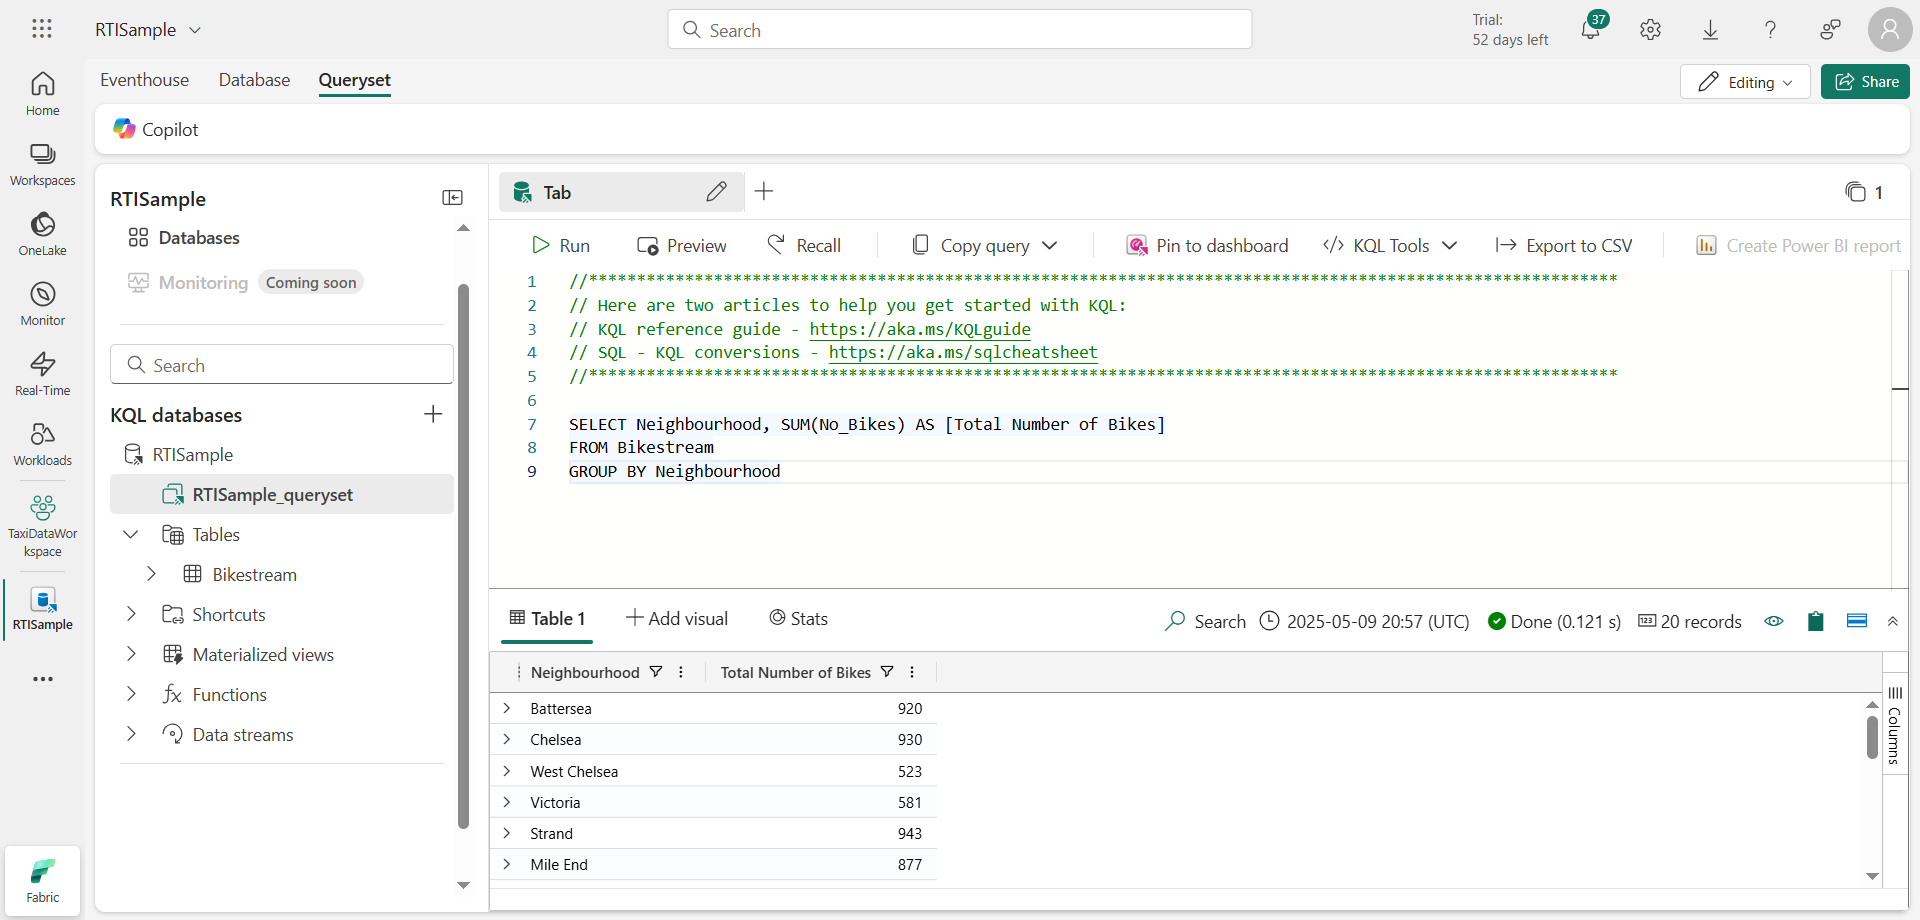 RTISample
Search
Trial:
52 days left
37
Home
Workspaces
OneLake
Monitor
Real-Time
Workloads
TaxiDataWor
kspace
RTISample
Fabric
Eventhouse
Database
Queryset
Editing
Share
Copilot
RTISample
Databases
Monitoring
Coming soon
Search
KQL databases
RTISample
RTISample_queryset
Tables
Bikestream
Shortcuts
Materialized views
Functions
Data streams
Tab
1
Run
Preview
Recall
Copy query
Pin to dashboard
KQL Tools
Export to CSV
Create Power BI report
1 //***********************************************************************************************************
2 // Here are two articles to help you get started with KQL:
3 // KQL reference guide - https://aka.ms/KQLguide
4 // SQL - KQL conversions - https://aka.ms/sqlcheatsheet
5 //***********************************************************************************************************
6
7 SELECT Neighbourhood, SUM(No_Bikes) AS [Total Number of Bikes]
8 FROM Bikestream
9 GROUP BY Neighbourhood
Table 1
Add visual
Stats
Search
2025-05-09 20:57 (UTC)
Done (0.121 s)
123 20 records
Neighbourhood Total Number of Bikes
Battersea 920
Chelsea 930
West Chelsea 523
Victoria 581
Strand 943
Mile End 877
Columns